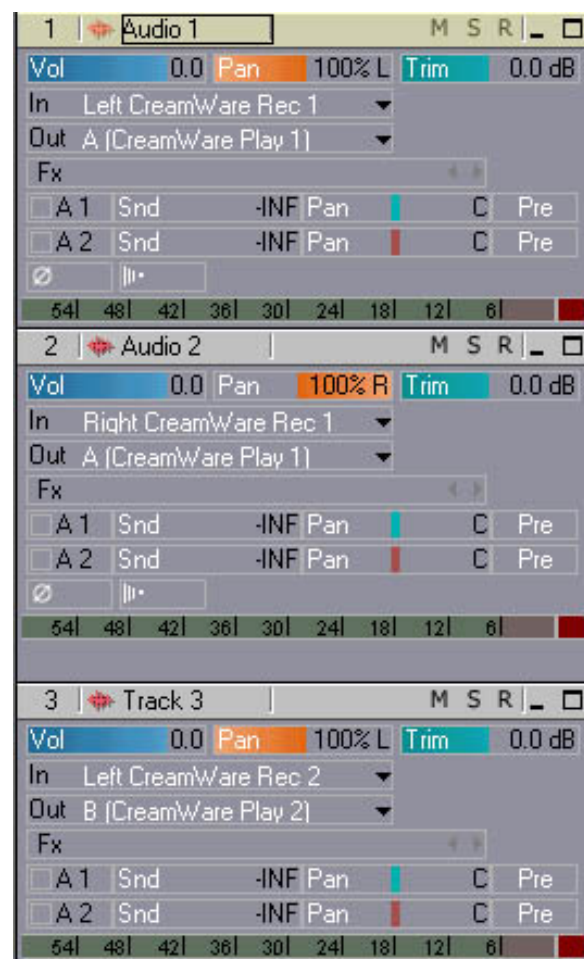 1 Audio 1 M S R
Vol 0.0 Pan 100% L Trim 0.0 dB
In Left CreamWare Rec 1
Out A (CreamWare Play 1)
Fx
A 1 Snd -INF Pan C Pre
A 2 Snd -INF Pan C Pre
54 48 42 36 30 24 18 12 6
2 Audio 2 M S R
Vol 0.0 Pan 100% R Trim 0.0 dB
In Right CreamWare Rec 1
Out A (CreamWare Play 1)
Fx
A 1 Snd -INF Pan C Pre
A 2 Snd -INF Pan C Pre
54 48 42 36 30 24 18 12 6
3 Track 3 M S R
Vol 0.0 Pan 100% L Trim 0.0 dB
In Left CreamWare Rec 2
Out B (CreamWare Play 2)
Fx
A 1 Snd -INF Pan C Pre
A 2 Snd -INF Pan C Pre
54 48 42 36 30 24 18 12 6